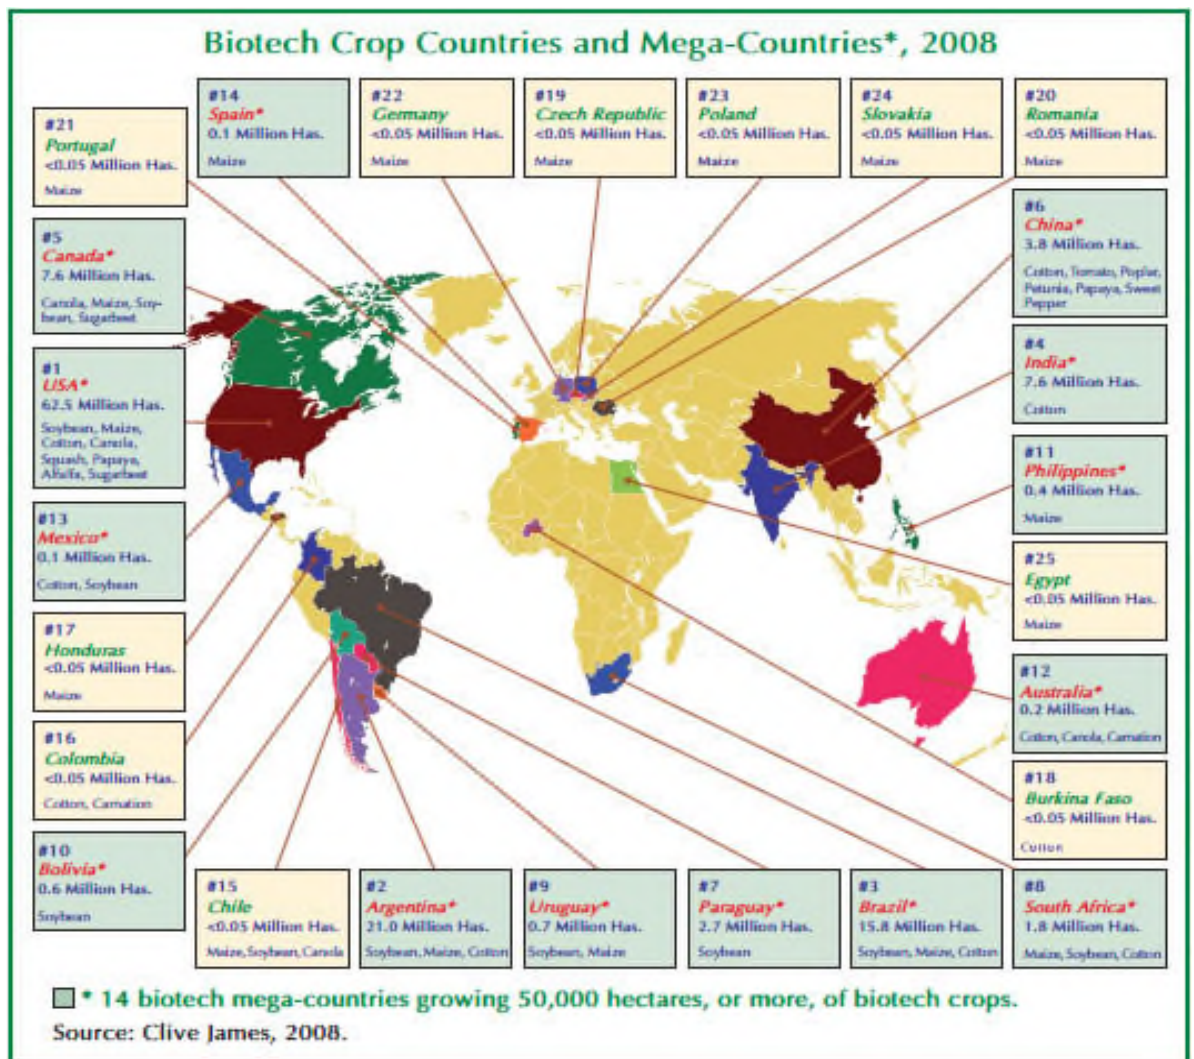 Biotech Crop Countries and Mega-Countries*, 2008
#14
Spain*
0.1 Million Has.
Maize
#22
Germany
<0.05 Million Has.
Maize
#19
Czech Republic
<0.05 Million Has.
Maize
#23
Poland
<0.05 Million Has.
Maize
#24
Slovakia
<0.05 Million Has.
Maize
#20
Romania
<0.05 Million Has.
Maize
#21
Portugal
<0.05 Million Has.
Maize
#5
Canada*
7.6 Million Has.
Canola, Maize, Soy-
bean, Sugarbeet
#1
USA*
62.5 Million Has.
Soybean, Maize,
Cotton, Canola,
Squash, Papaya,
Alfalfa, Sugarbeet
#13
Mexico*
0.1 Million Has.
Cotton, Soybean
#17
Honduras
<0.05 Million Has.
Maize
#16
Colombia
<0.05 Million Has.
Cotton, Carnation
#10
Bolivia*
0.6 Million Has.
Soybean
#6
China*
3.8 Million Has.
Cotton, Tomato, Poplar,
Petunia, Papaya, Sweet
Pepper
#4
India*
7.6 Million Has.
Cotton
#11
Philippines*
0.4 Million Has.
Maize
#25
Egypt
<0.05 Million Has.
Maize
#12
Australia*
0.2 Million Has.
Cotton, Canola, Carnation
#18
Burkina Faso
<0.05 Million Has.
Cotton
#15
Chile
<0.05 Million Has.
Maize, Soybean, Canola
#2
Argentina*
21.0 Million Has.
Soybean, Maize, Cotton
#9
Uruguay*
0.7 Million Has.
Soybean, Maize
#7
Paraguay*
2.7 Million Has.
Soybean
#3
Brazil*
15.8 Million Has.
Soybean, Maize, Cotton
#8
South Africa*
1.8 Million Has.
Maize, Soybean, Cotton
* 14 biotech mega-countries growing 50,000 hectares, or more, of biotech crops.
Source: Clive James, 2008.